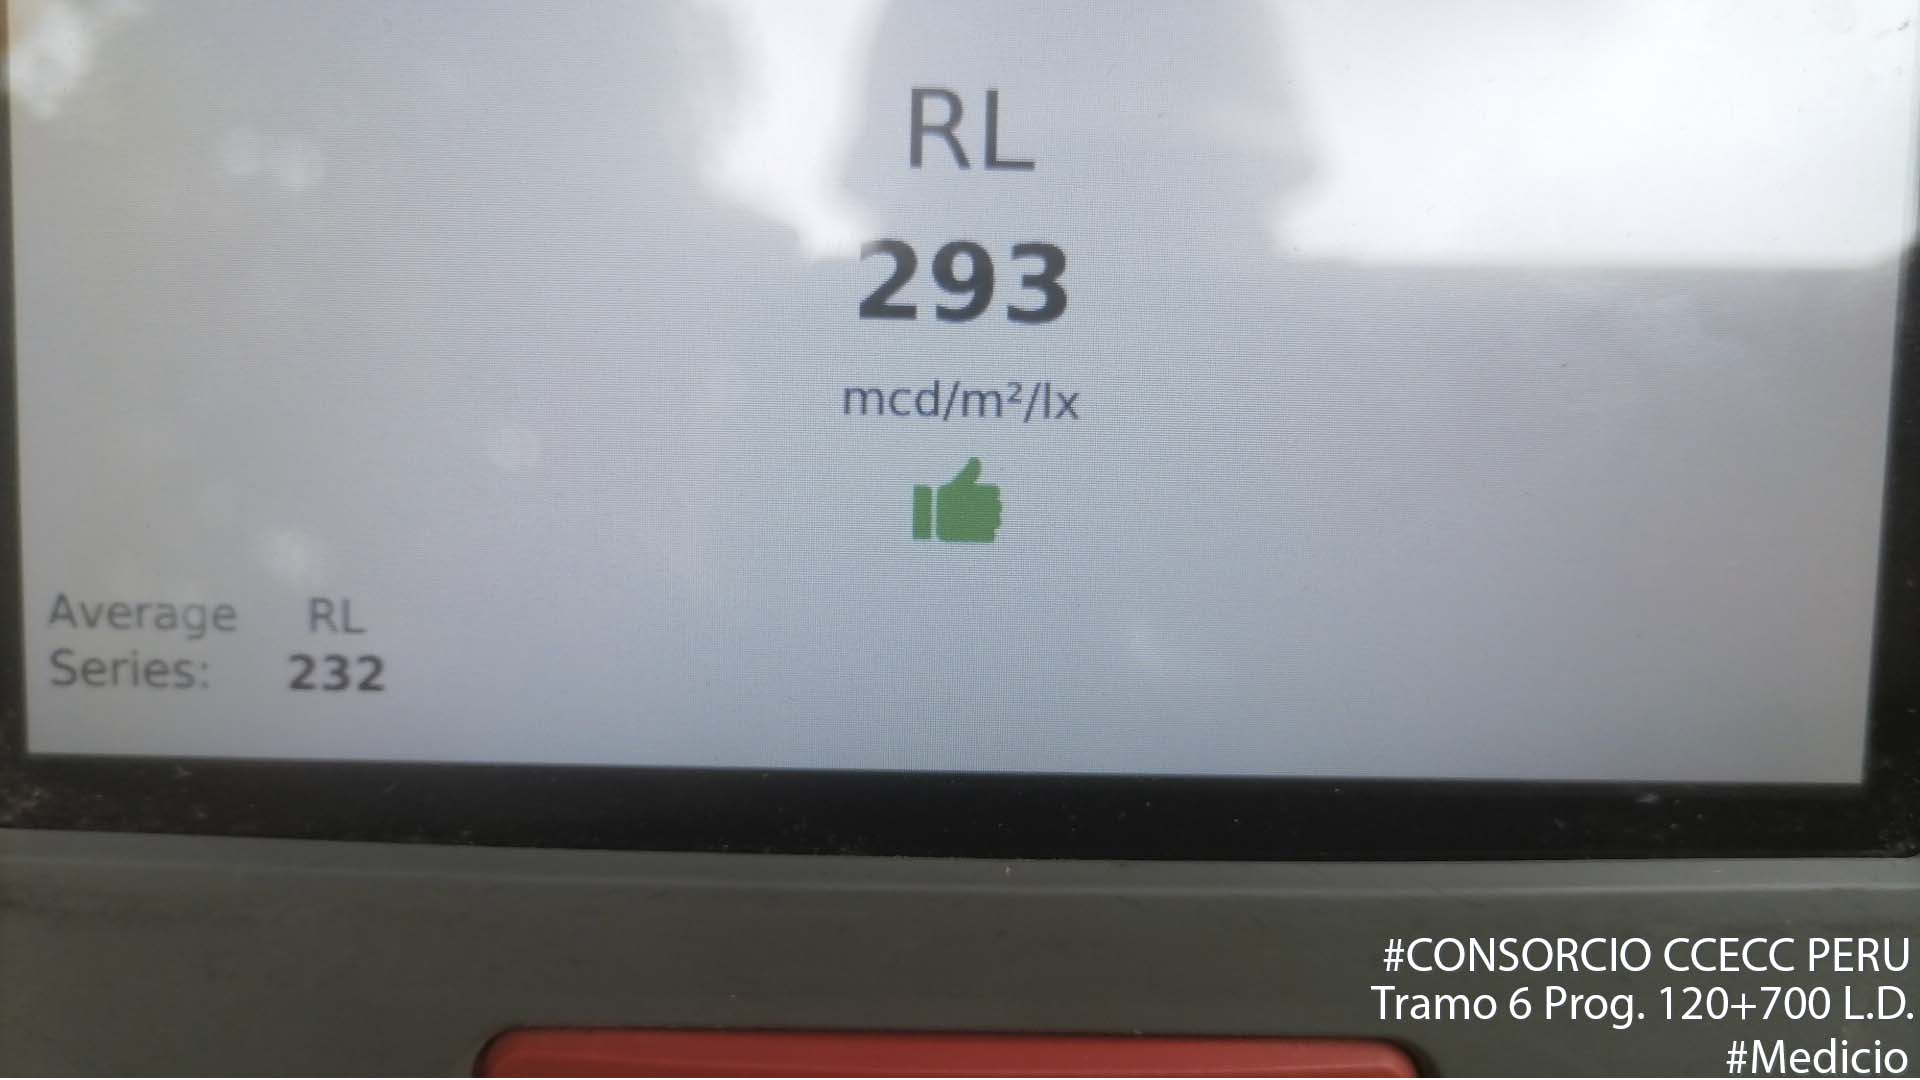 RL
293
mcd/m²/lx
Average RL
Series: 232
#CONSORCIO CCECC PERU
Tramo 6 Prog. 120+700 L.D.
#Medicio